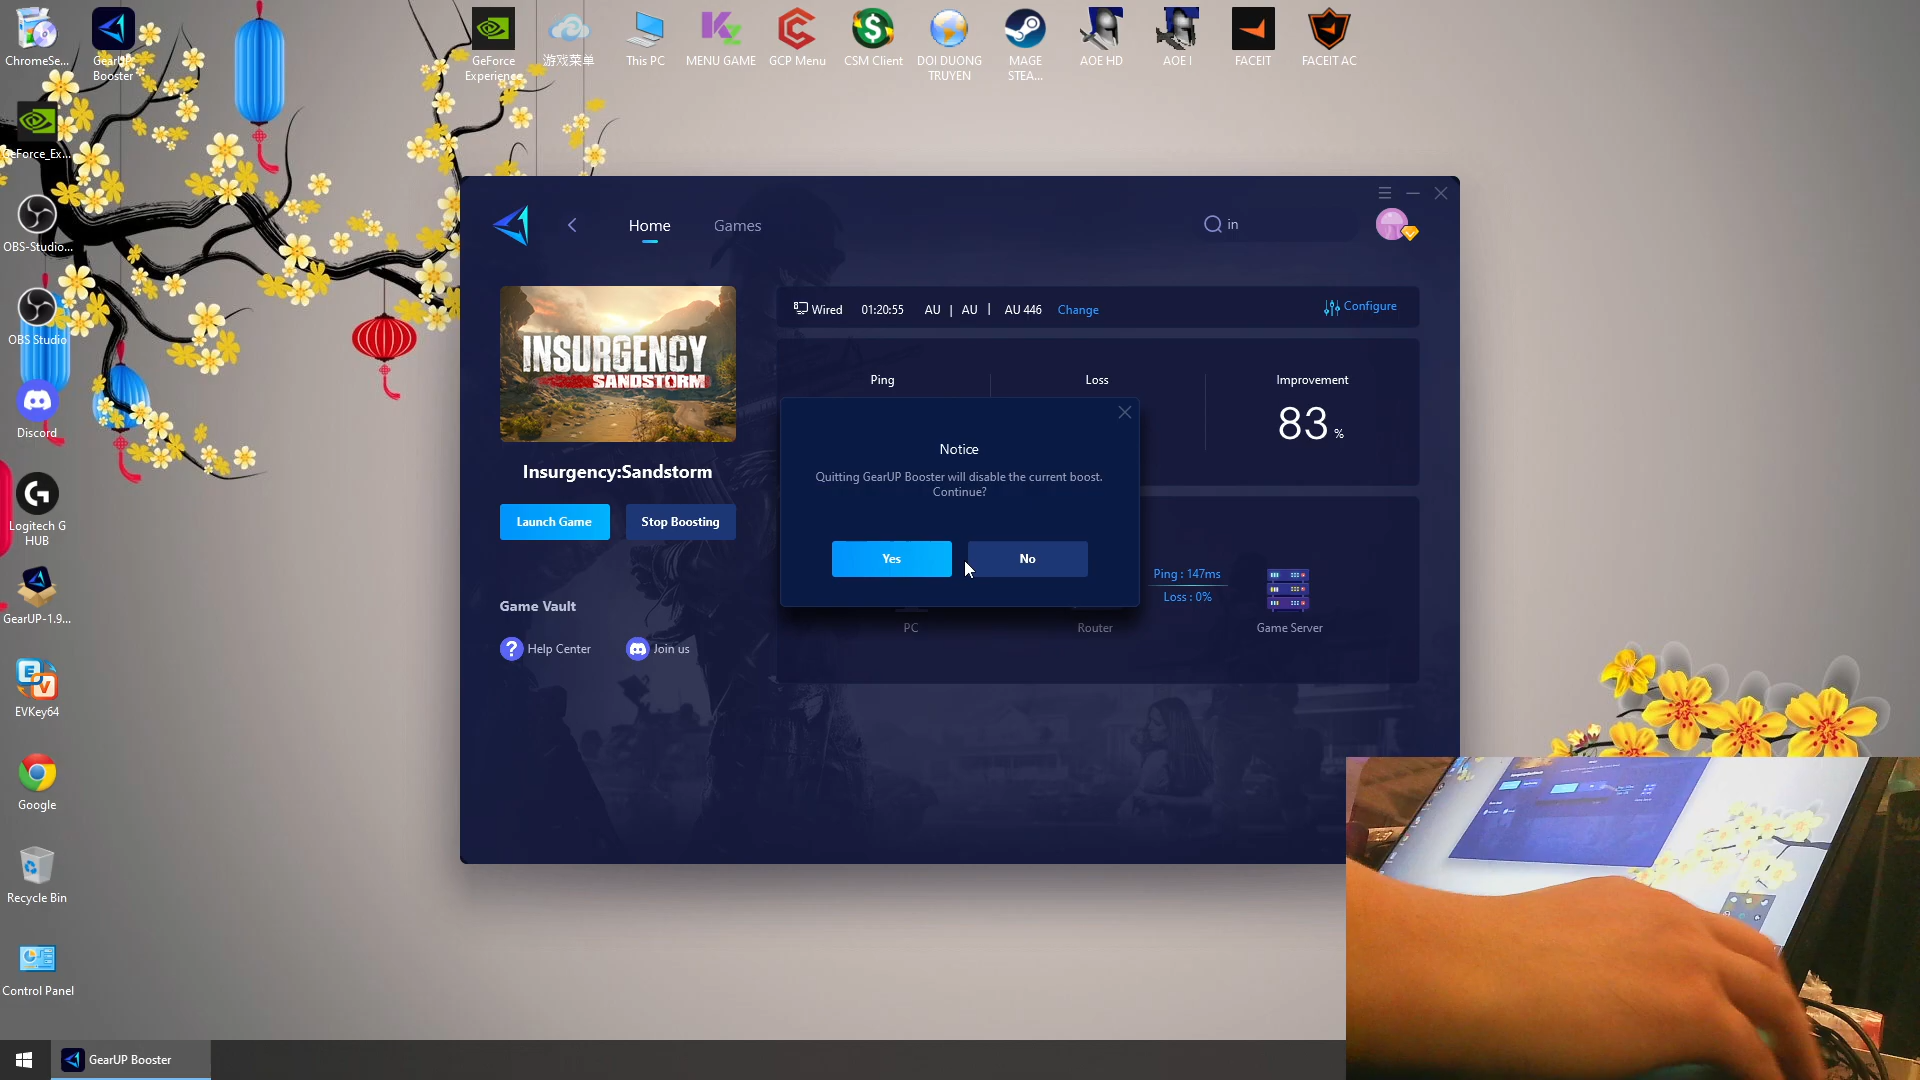 ChromeSe...
GearUP
Booster
GeForce
Experience
游戏菜单
This PC
MENU GAME
GCP Menu
CSM Client
DOI DUONG
TRUYEN
MAGE
STEA...
AOE HD
AOE I
FACEIT
FACEIT AC
GeForce_Ex...
OBS-Studio...
OBS Studio
Discord
Logitech G
HUB
GearUP-1.9...
EVKey64
Google
Recycle Bin
Control Panel
Home
Games
in
INSURGENCY
SANDSTORM
Insurgency:Sandstorm
Launch Game
Stop Boosting
Game Vault
Help Center
Join us
Wired 01:20:55 AU | AU | AU 446 Change
Configure
Ping
Loss
Improvement
83 %
Notice
Quitting GearUP Booster will disable the current boost.
Continue?
Yes
No
Ping : 147ms
Loss : 0%
PC
Router
Game Server
GearUP Booster